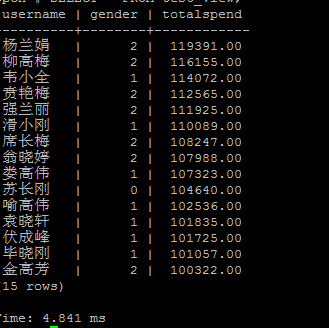 username | gender | totalspend
---------+--------+------------
杨兰娟 | 2 | 119391.00
柳高梅 | 2 | 116155.00
韦小全 | 1 | 114072.00
贲艳梅 | 2 | 112565.00
强兰丽 | 2 | 111925.00
滑小刚 | 1 | 110089.00
席长梅 | 2 | 108247.00
翁晓婷 | 2 | 107988.00
娄高伟 | 1 | 107323.00
苏长刚 | 0 | 104640.00
喻高伟 | 1 | 102536.00
袁晓轩 | 1 | 101835.00
伏成峰 | 1 | 101725.00
毕晓刚 | 1 | 101057.00
金高芳 | 2 | 100322.00
(15 rows)
Time: 4.841 ms